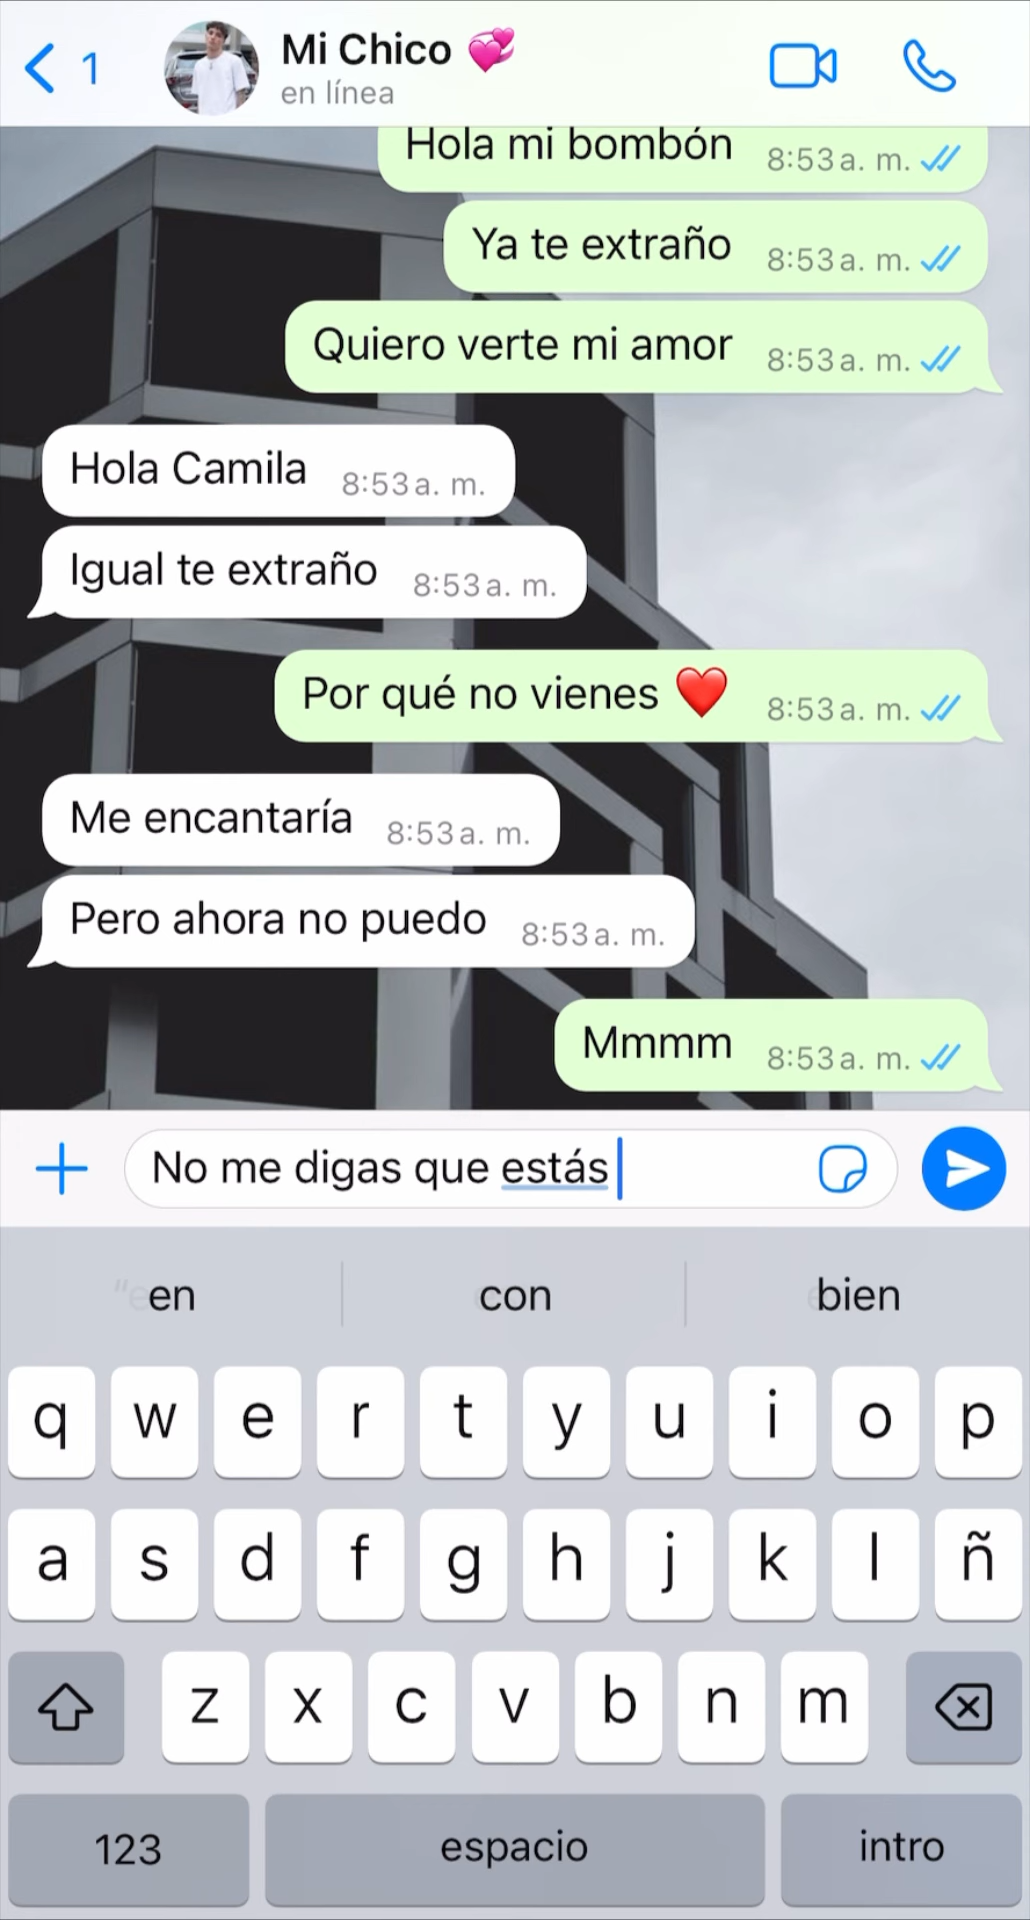 1
Mi Chico 💞
en línea
Hola mi bombón 8:53 a. m.
Ya te extraño 8:53 a. m.
Quiero verte mi amor 8:53 a. m.
Hola Camila 8:53 a. m.
Igual te extraño 8:53 a. m.
Por qué no vienes ❤️ 8:53 a. m.
Me encantaría 8:53 a. m.
Pero ahora no puedo 8:53 a. m.
Mmmm 8:53 a. m.
No me digas que estás
en con bien
q w e r t y u i o p
a s d f g h j k l ñ
z x c v b n m
123 espacio intro